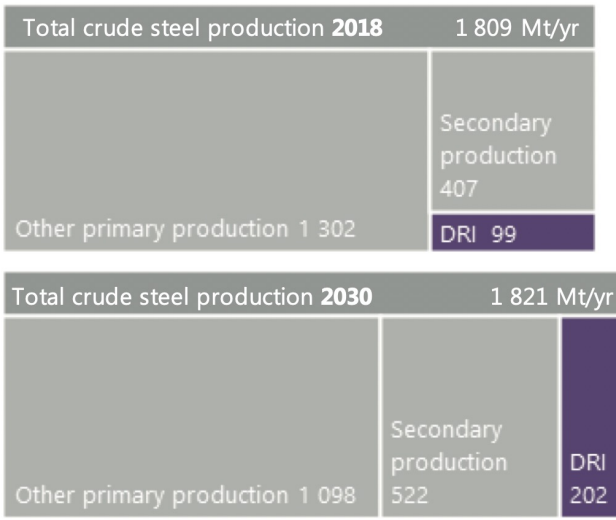 Total crude steel production 2018 1 809 Mt/yr
Secondary
production
407
Other primary production 1 302
DRI 99
Total crude steel production 2030 1 821 Mt/yr
Other primary production 1 098
Secondary
production
522
DRI
202